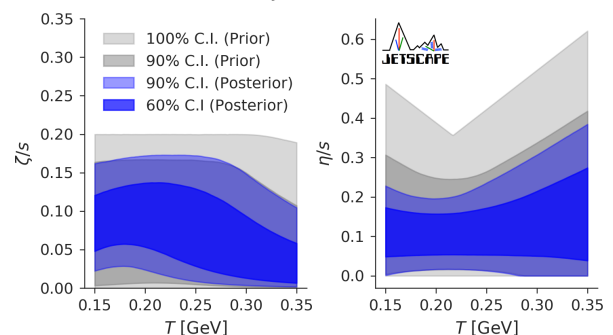 0.35
0.30
0.25
0.20
0.15
0.10
0.05
0.00
ζ/s
100% C.I. (Prior)
90% C.I. (Prior)
90% C.I. (Posterior)
60% C.I (Posterior)
0.15 0.20 0.25 0.30 0.35
T [GeV]
0.6
0.5
0.4
0.3
0.2
0.1
0.0
η/s
JETSCAPE
0.15 0.20 0.25 0.30 0.35
T [GeV]